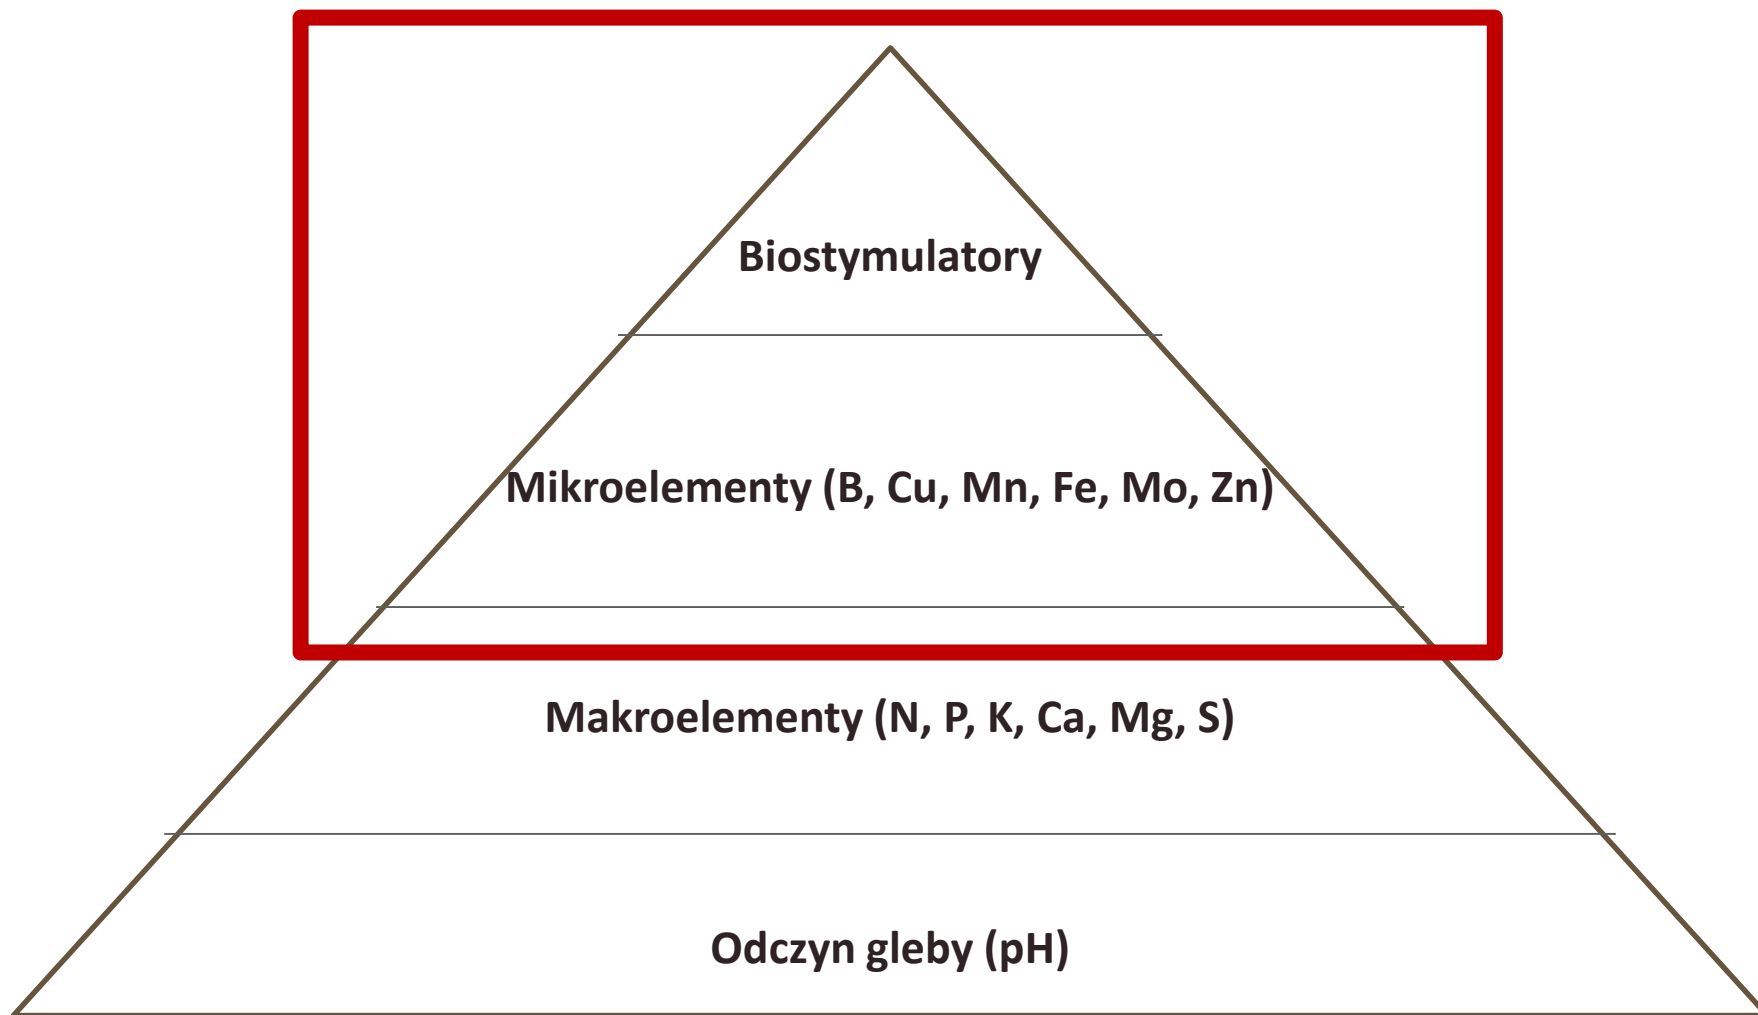 Biostymulatory
Mikroelementy (B, Cu, Mn, Fe, Mo, Zn)
Makroelementy (N, P, K, Ca, Mg, S)
Odczyn gleby (pH)